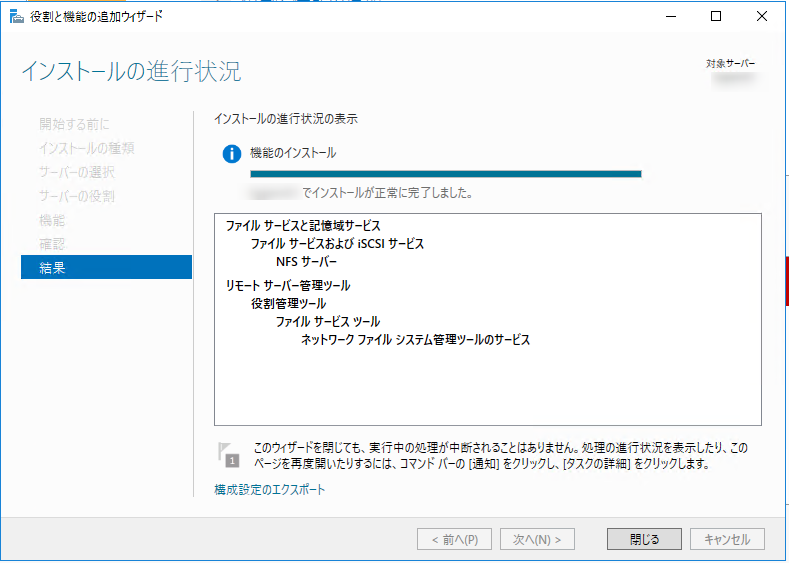 役割と機能の追加ウィザード
インストールの進行状況
対象サーバー
開始する前に
インストールの種類
サーバーの選択
サーバーの役割
機能
確認
結果
インストールの進行状況の表示
機能のインストール
でインストールが正常に完了しました。
ファイル サービスと記憶域サービス
ファイル サービスおよび iSCSI サービス
NFS サーバー
リモート サーバー管理ツール
役割管理ツール
ファイル サービス ツール
ネットワーク ファイル システム管理ツールのサービス
1
このウィザードを閉じても、実行中の処理が中断されることはありません。処理の進行状況を表示したり、この
ページを再度開いたりするには、コマンド バーの [通知] をクリックし、[タスクの詳細] をクリックします。
構成設定のエクスポート
< 前へ(P)
次へ(N) >
閉じる
キャンセル